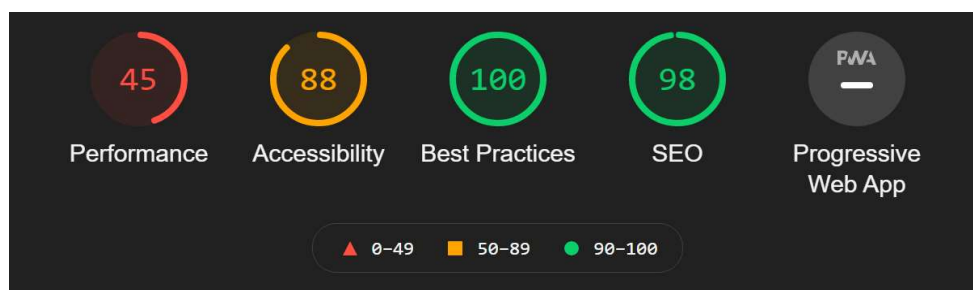 45
88
100
98
PWA
Performance
Accessibility
Best Practices
SEO
Progressive
Web App
0–49
50–89
90–100